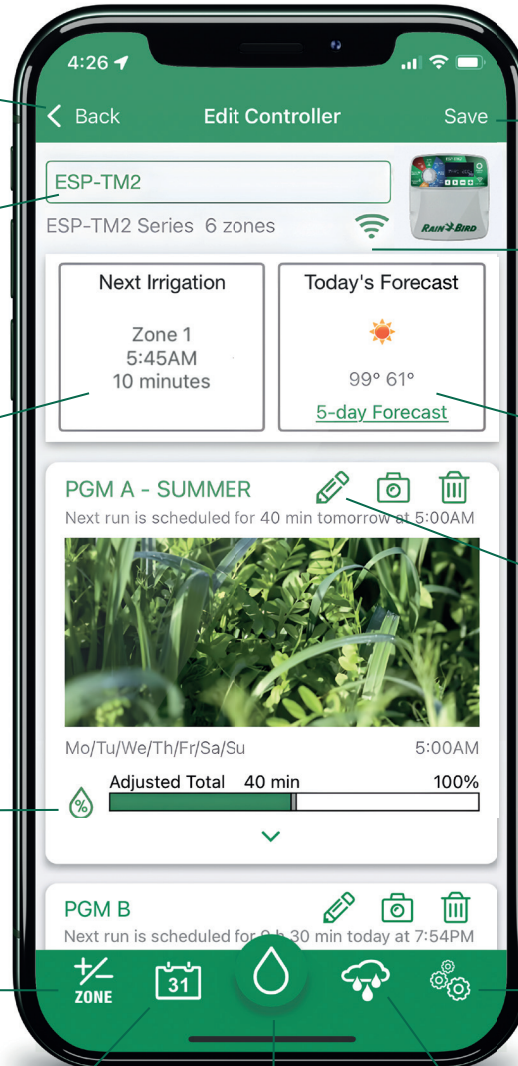 4:26
Back Edit Controller Save
ESP-TM2
ESP-TM2 Series 6 zones
RAIN BIRD
Next Irrigation
Zone 1
5:45AM
10 minutes
Today's Forecast
99° 61°
5-day Forecast
PGM A - SUMMER
Next run is scheduled for 40 min tomorrow at 5:00AM
Mo/Tu/We/Th/Fr/Sa/Su 5:00AM
%
Adjusted Total 40 min 100%
PGM B
Next run is scheduled for h 30 min today at 7:54PM
+/- ZONE
31